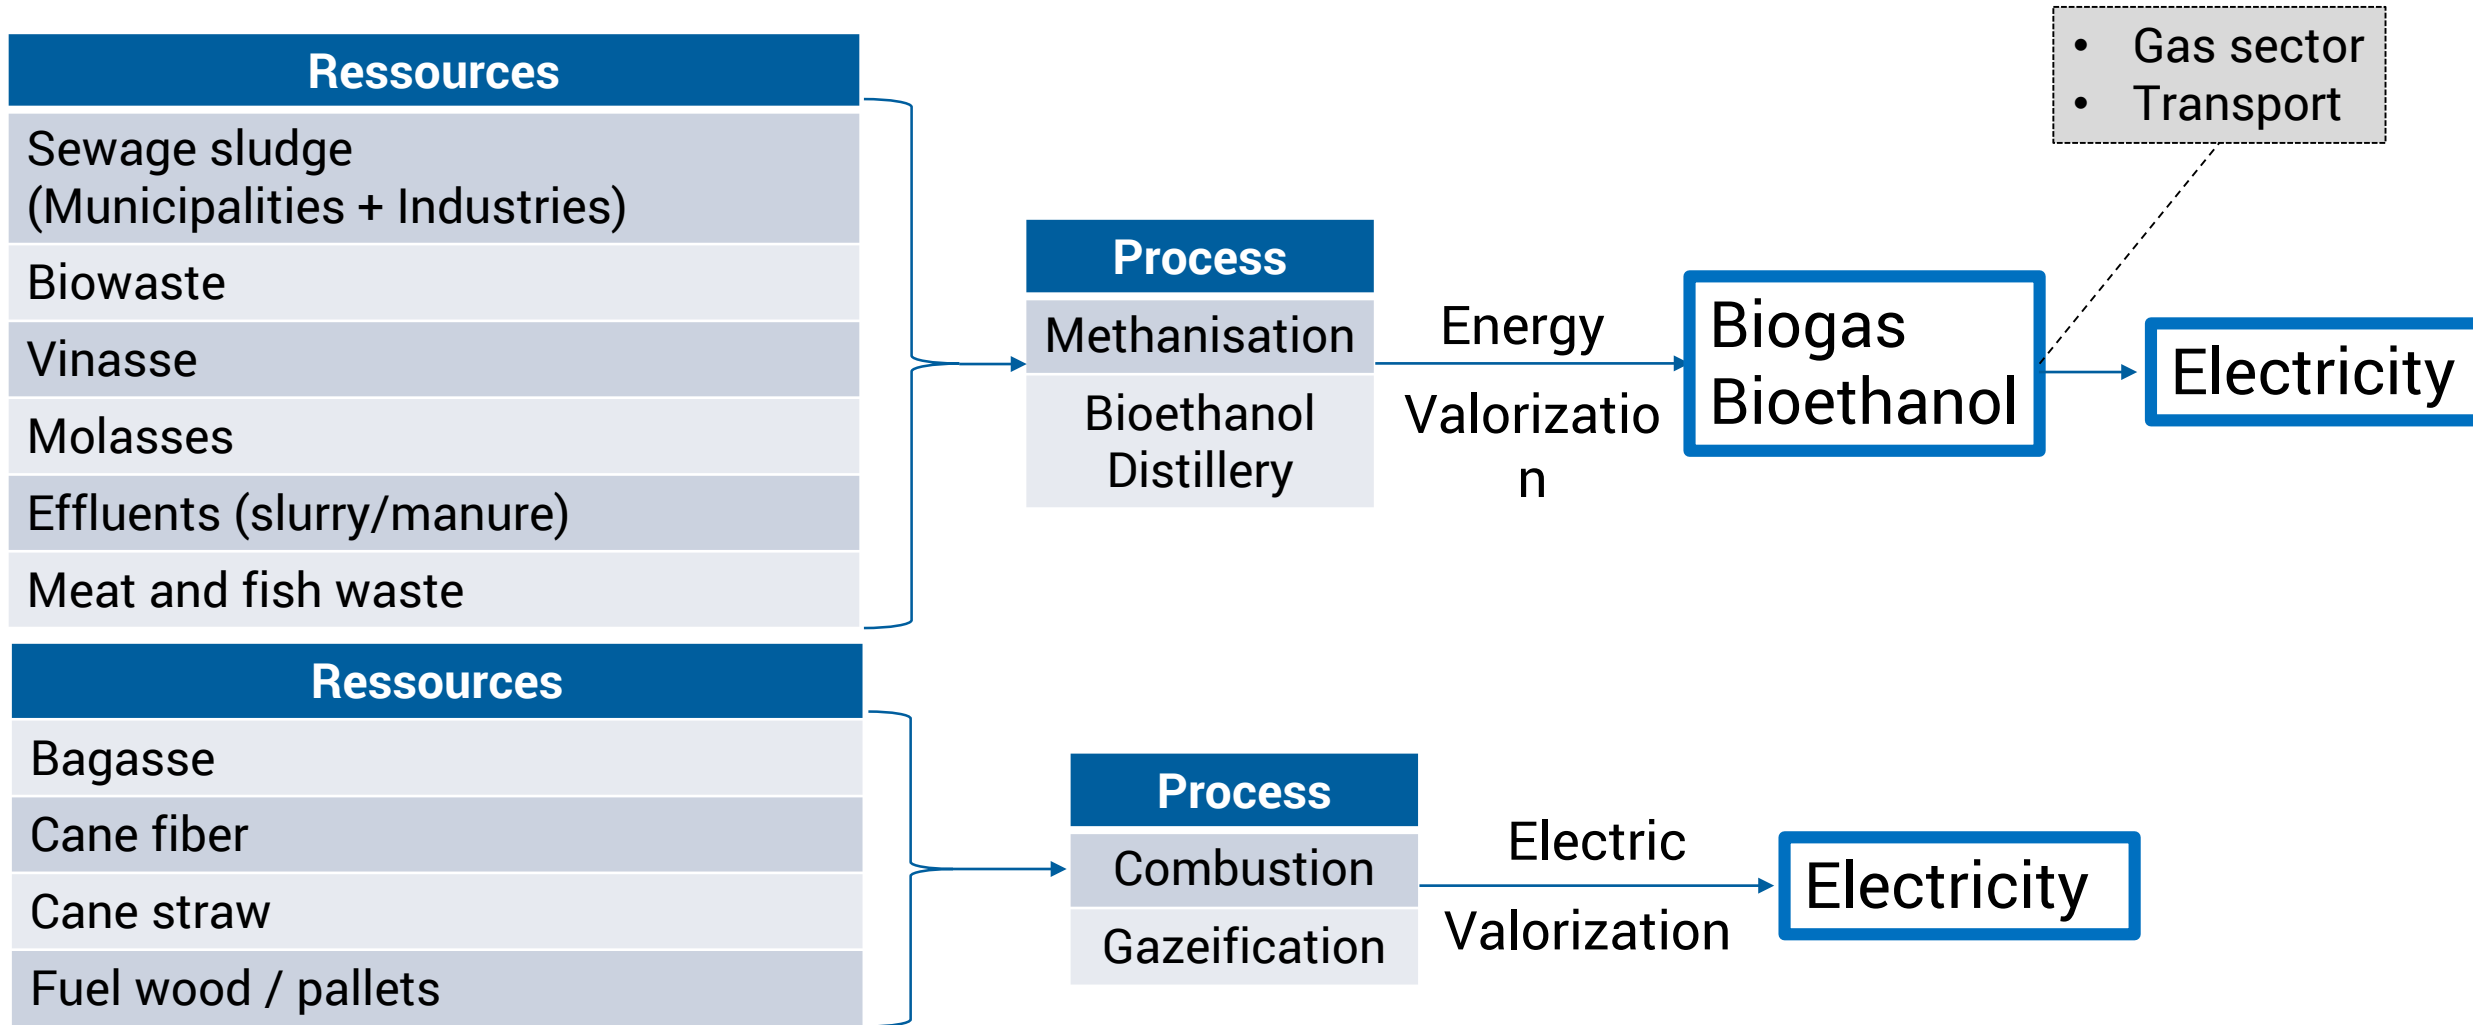 Ressources
Sewage sludge
(Municipalities + Industries)
Biowaste
Vinasse
Molasses
Effluents (slurry/manure)
Meat and fish waste
Process
Methanisation
Bioethanol
Distillery
Energy
Valorizatio
n
Biogas
Bioethanol
• Gas sector
• Transport
Electricity
Ressources
Bagasse
Cane fiber
Cane straw
Fuel wood / pallets
Process
Combustion
Gazeification
Electric
Valorization
Electricity